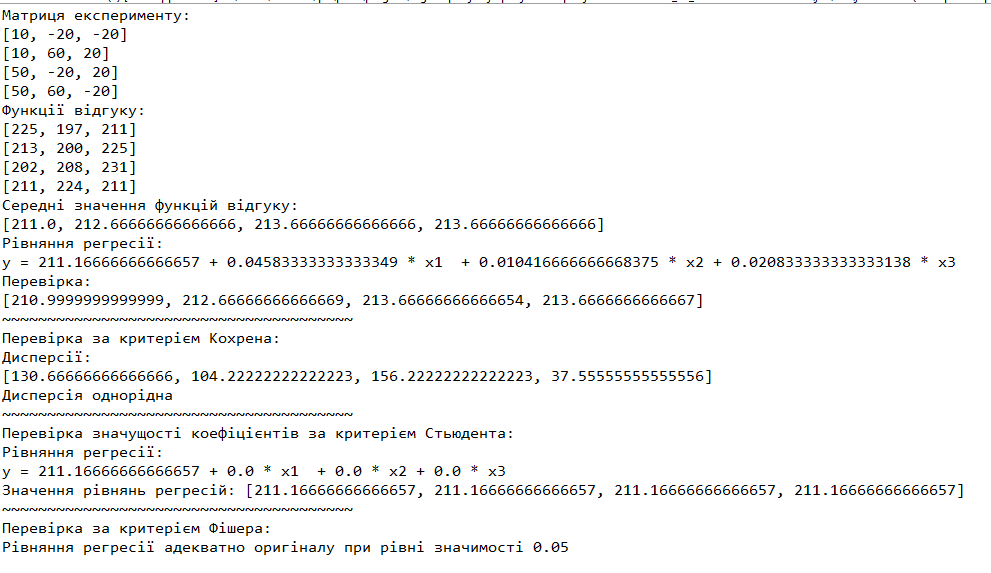 Матриця експерименту:
[10, -20, -20]
[10, 60, 20]
[50, -20, 20]
[50, 60, -20]
Функції відгуку:
[225, 197, 211]
[213, 200, 225]
[202, 208, 231]
[211, 224, 211]
Середні значення функцій відгуку:
[211.0, 212.66666666666666, 213.66666666666666, 213.66666666666666]
Рівняння регресії:
y = 211.16666666666657 + 0.04583333333333349 * x1  + 0.010416666666668375 * x2 + 0.020833333333333138 * x3
Перевірка:
[210.9999999999999, 212.66666666666669, 213.66666666666654, 213.6666666666667]
~~~~~~~~~~~~~~~~~~~~~~~~~~~~~~~~~~~~~~~
Перевірка за критерієм Кохрена:
Дисперсії:
[130.66666666666666, 104.22222222222223, 156.22222222222223, 37.55555555555556]
Дисперсія однорідна
~~~~~~~~~~~~~~~~~~~~~~~~~~~~~~~~~~~~~~~
Перевірка значущості коефіцієнтів за критерієм Стьюдента:
Рівняння регресії:
y = 211.16666666666657 + 0.0 * x1  + 0.0 * x2 + 0.0 * x3
Значення рівнянь регресій: [211.16666666666657, 211.16666666666657, 211.16666666666657, 211.16666666666657]
~~~~~~~~~~~~~~~~~~~~~~~~~~~~~~~~~~~~~~~
Перевірка за критерієм Фішера:
Рівняння регресії адекватно оригіналу при рівні значимості 0.05